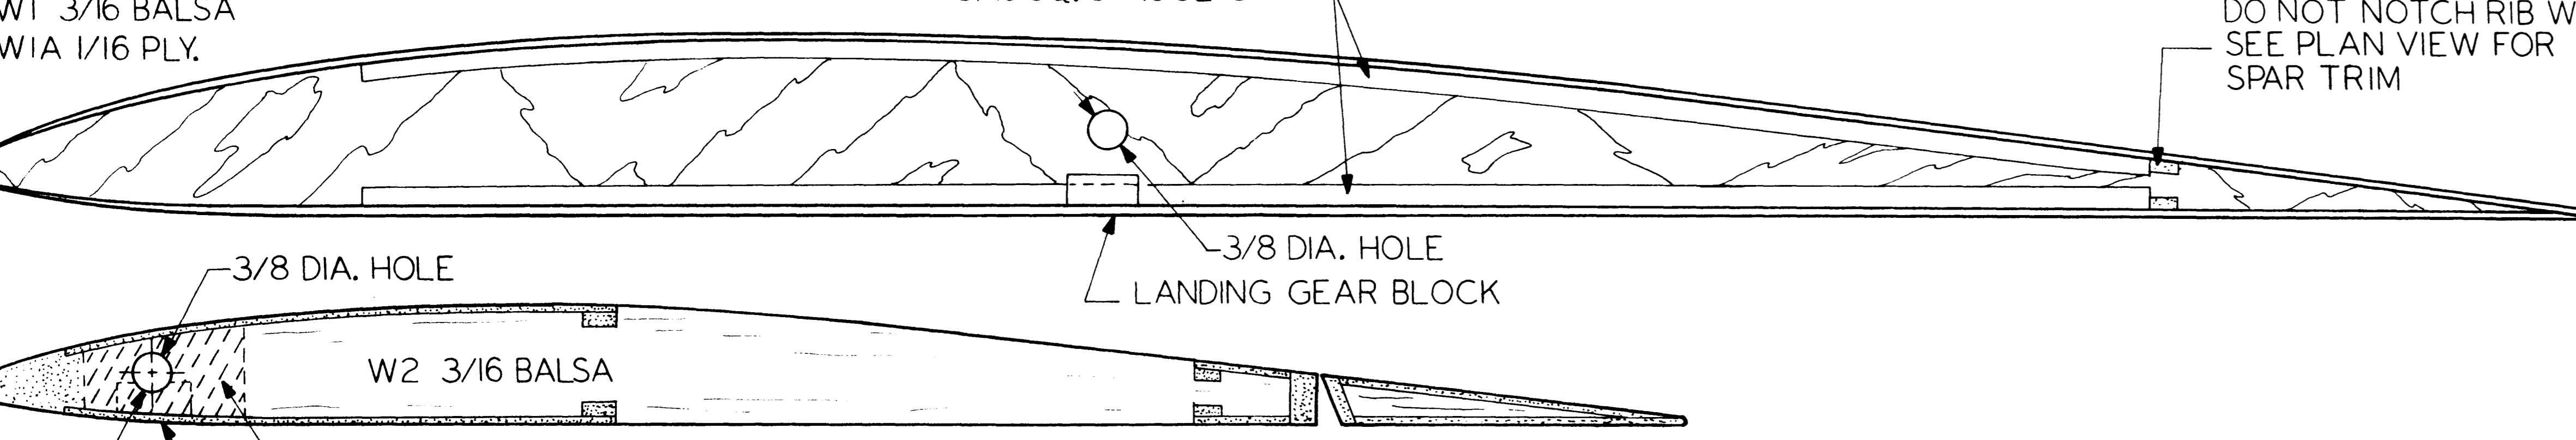 W1 3/16 BALSA
W1A 1/16 PLY.
DO NOT NOTCH RIB
SEE PLAN VIEW FOR
SPAR TRIM
3/8 DIA. HOLE
LANDING GEAR BLOCK
3/8 DIA. HOLE
W2 3/16 BALSA